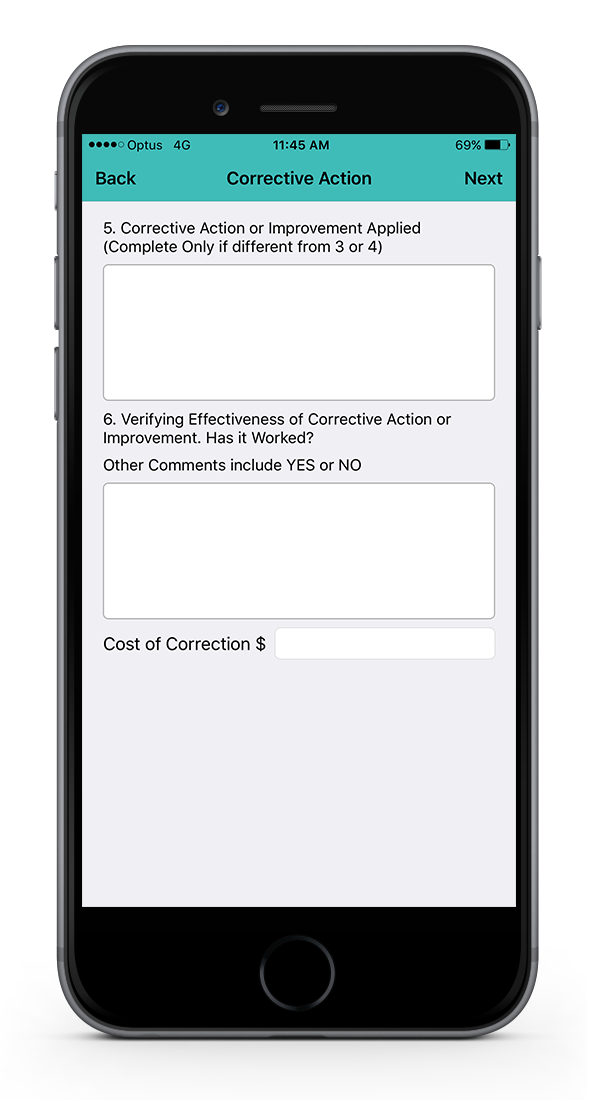 Optus 4G 11:45 AM 69%
Back Corrective Action Next
5. Corrective Action or Improvement Applied
(Complete Only if different from 3 or 4)
6. Verifying Effectiveness of Corrective Action or
Improvement. Has it Worked?
Other Comments include YES or NO
Cost of Correction $